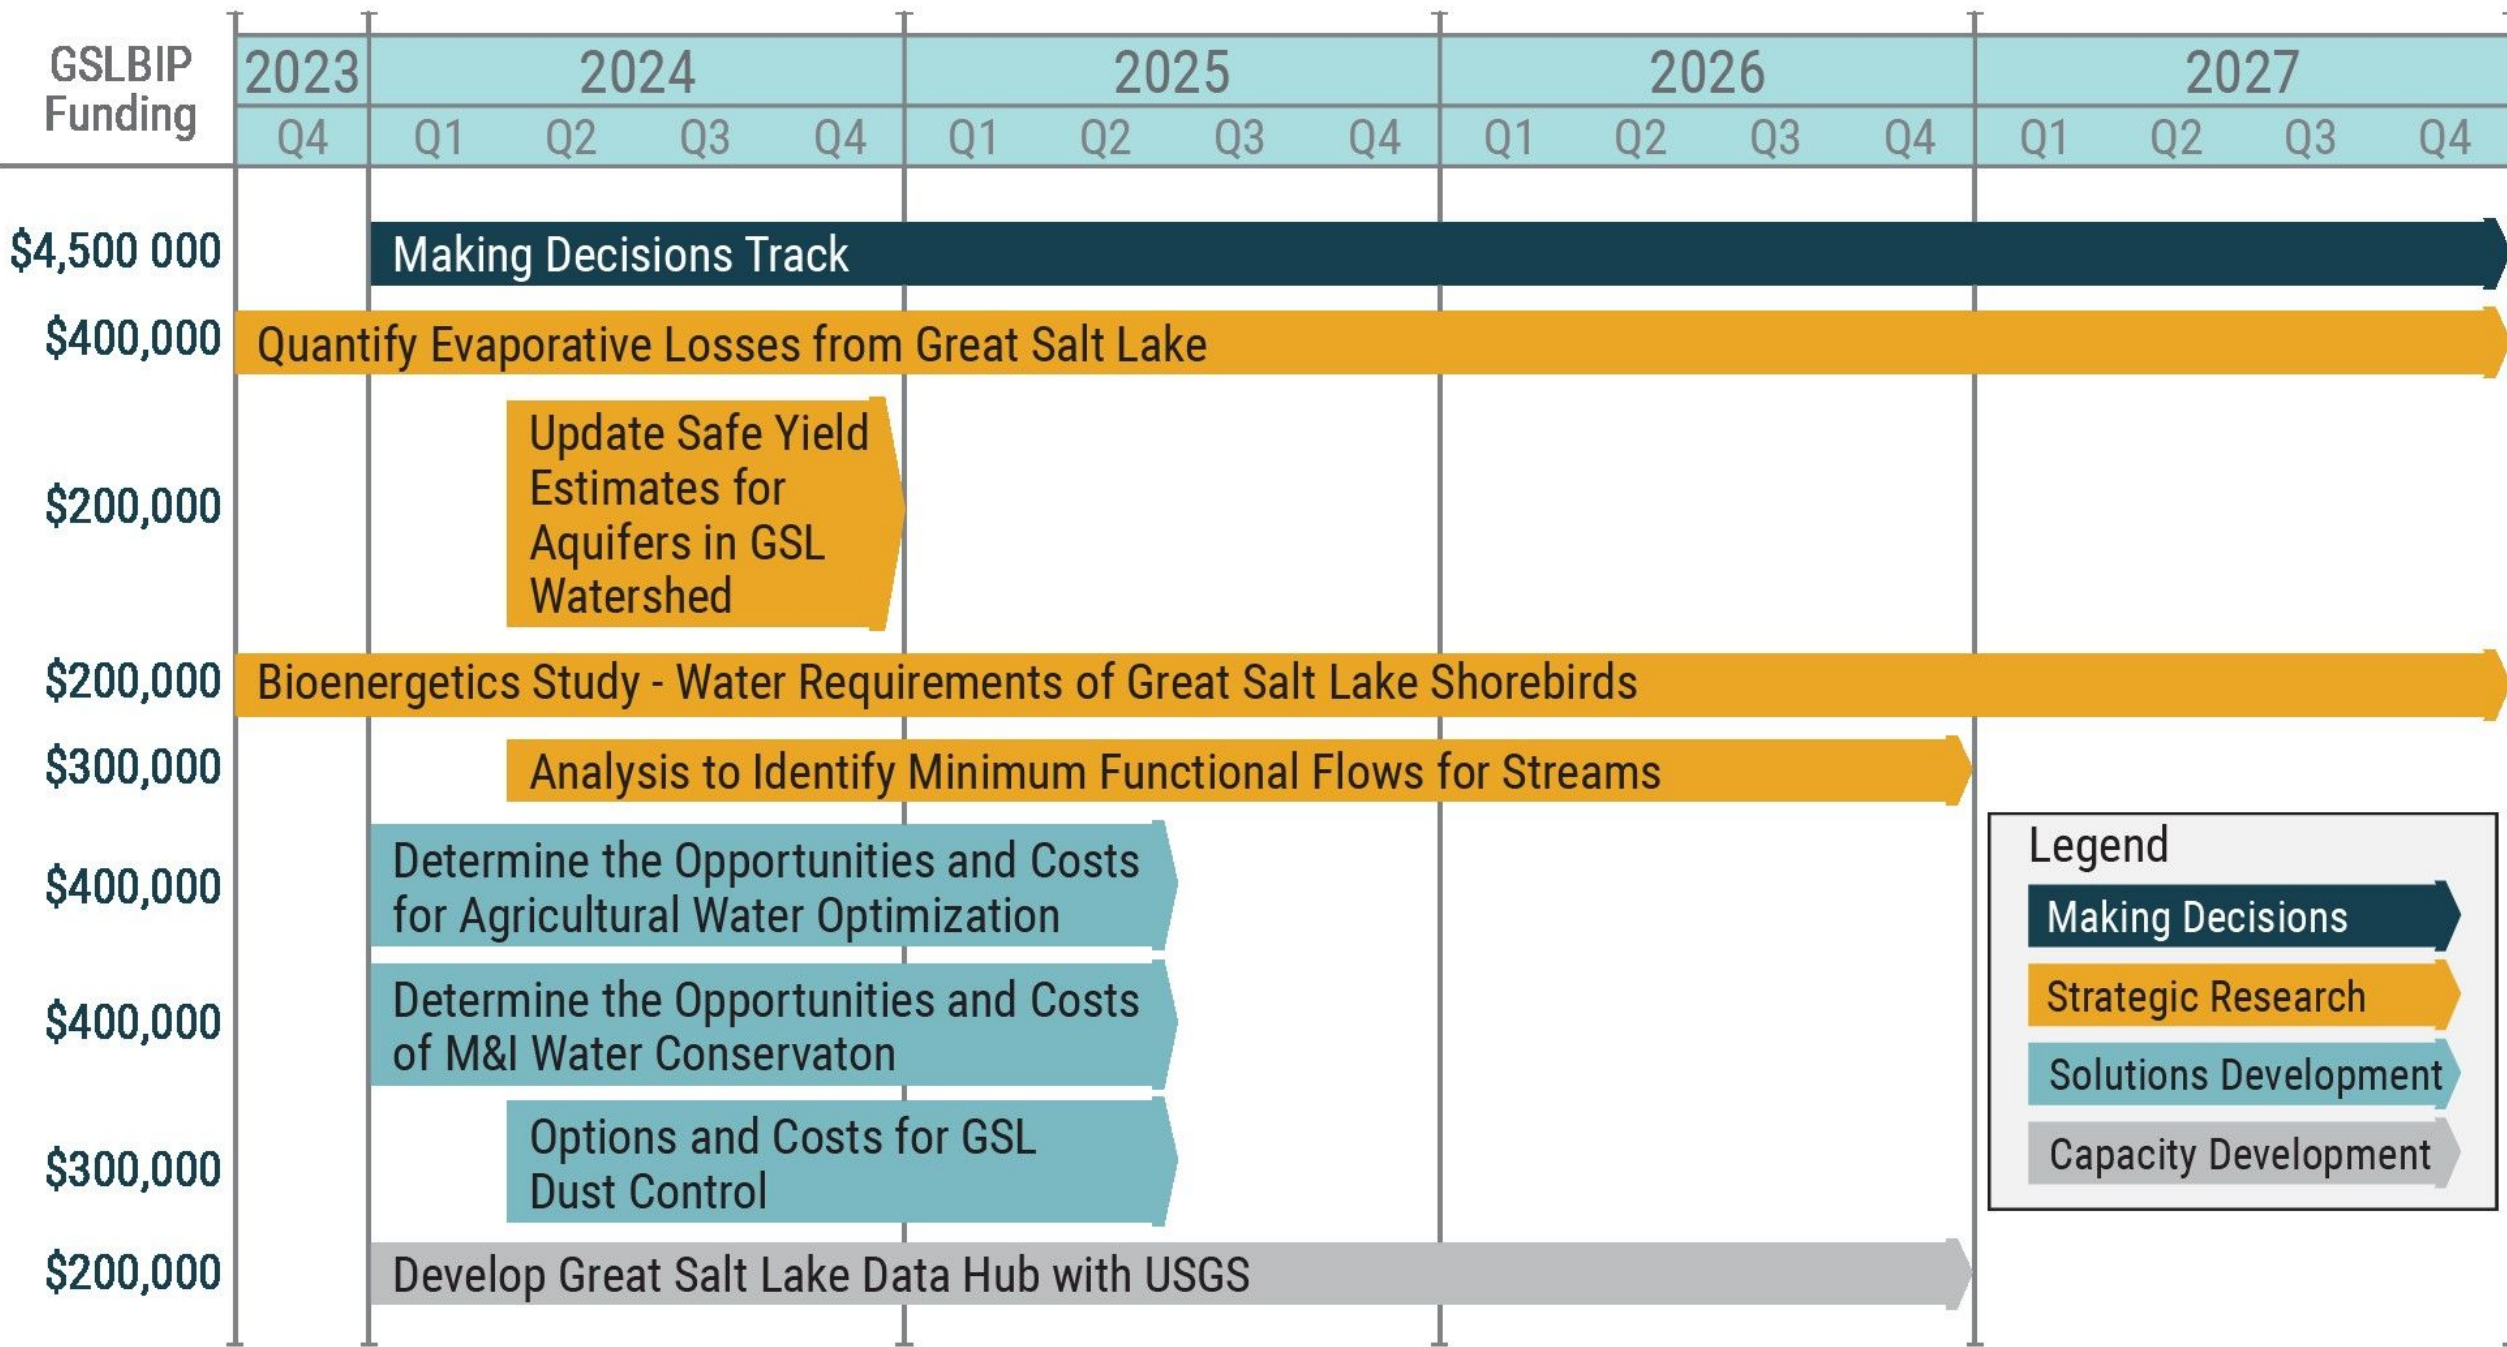 GSLBIP
Funding
2023 2024 2025 2026 2027
Q4 Q1 Q2 Q3 Q4 Q1 Q2 Q3 Q4 Q1 Q2 Q3 Q4 Q1 Q2 Q3 Q4
$4,500 000 Making Decisions Track
$400,000 Quantify Evaporative Losses from Great Salt Lake
$200,000
Update Safe Yield
Estimates for
Aquifers in GSL
Watershed
$200,000 Bioenergetics Study - Water Requirements of Great Salt Lake Shorebirds
$300,000 Analysis to Identify Minimum Functional Flows for Streams
$400,000
Determine the Opportunities and Costs
for Agricultural Water Optimization
$400,000
Determine the Opportunities and Costs
of M&I Water Conservaton
$300,000
Options and Costs for GSL
Dust Control
$200,000 Develop Great Salt Lake Data Hub with USGS
Legend
Making Decisions
Strategic Research
Solutions Development
Capacity Development